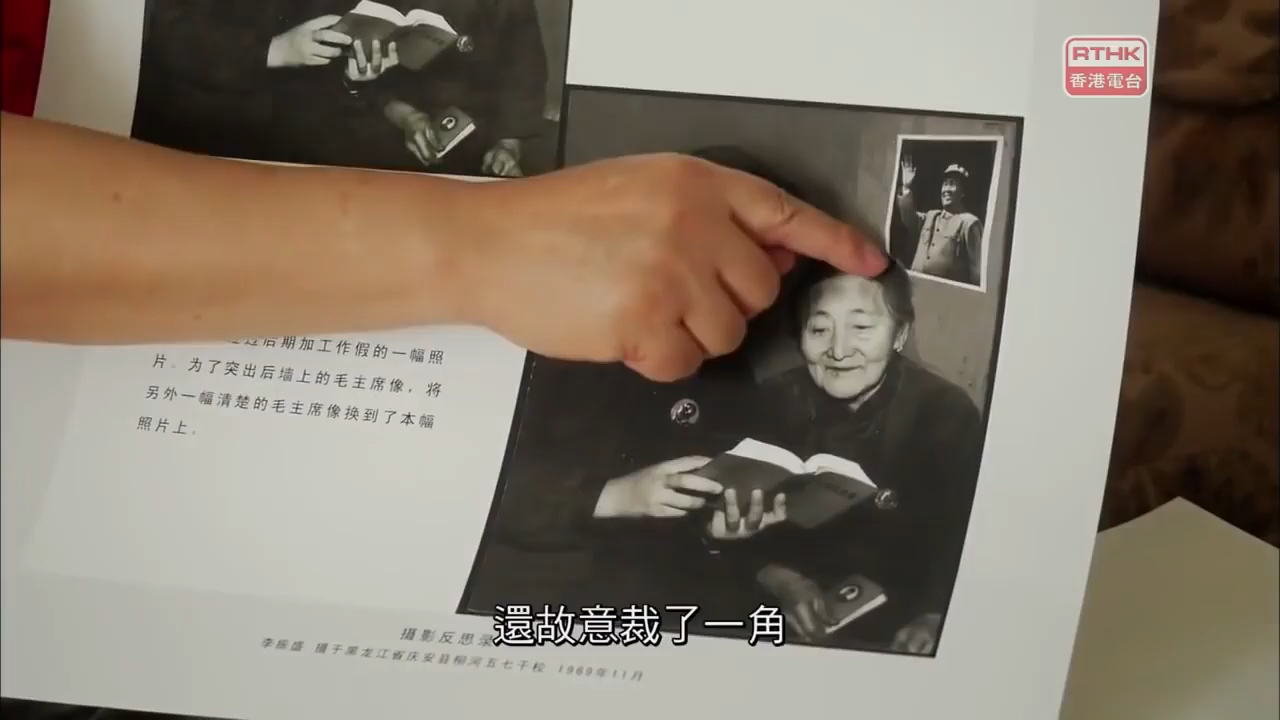 RTHK
香港電台
后期加工作假的一幅照
片。为了突出后墙上的毛主席像，将
另外一幅清楚的毛主席像换到了本幅
照片上。
還故意裁了一角
摄影反思录
李振盛 摄于黑龙江省庆安县柳河五七干校 1969年11月